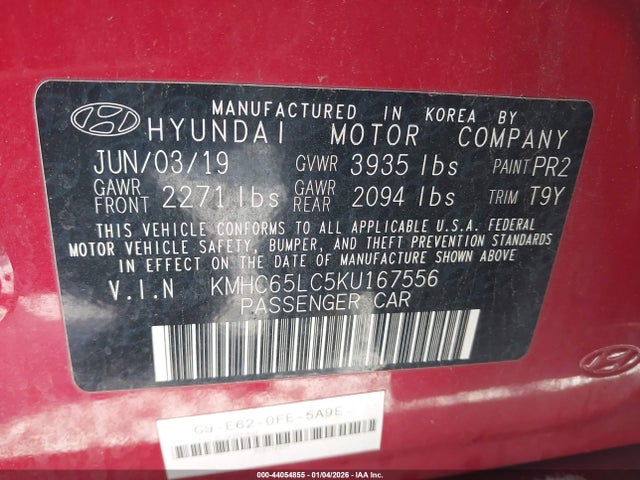 MANUFACTURED IN KOREA BY
HYUNDAI MOTOR COMPANY
JUN/03/19 GVWR 3935 lbs PAINT: PR2
GAWR FRONT 2271 lbs GAWR REAR 2094 lbs TRIM T9Y
THIS VEHICLE CONFORMS TO ALL APPLICABLE U.S.A. FEDERAL
MOTOR VEHICLE SAFETY, BUMPER, AND THEFT PREVENTION STANDARDS
IN EFFECT ON THE DATE OF MANUFACTURE SHOWN ABOVE
V.I.N KMHC65LC5KU167556
PASSENGER CAR
G9-E62-0FE-5A9E-
000-44054855 - 01/04/2026 - IAAI.COM